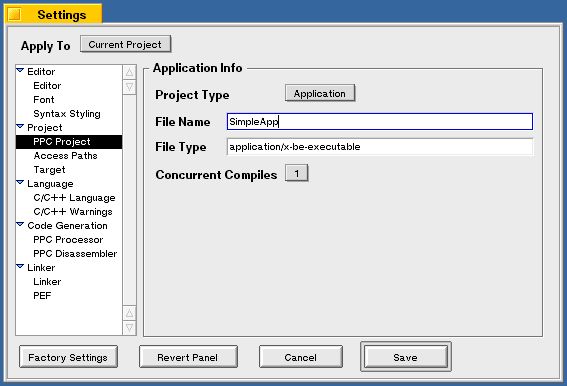 Settings
Apply To Current Project
Editor
Editor
Font
Syntax Styling
Project
PPC Project
Access Paths
Target
Language
C/C++ Language
C/C++ Warnings
Code Generation
PPC Processor
PPC Disassembler
Linker
Linker
PEF
Application Info
Project Type Application
File Name SimpleApp
File Type application/x-be-executable
Concurrent Compiles 1
Factory Settings Revert Panel Cancel Save